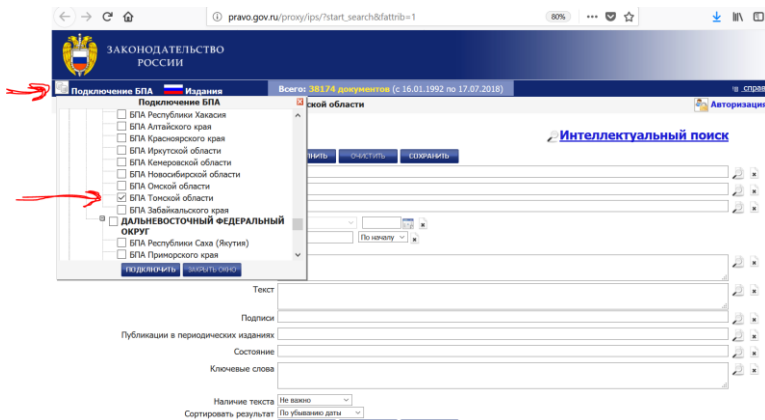 pravo.gov.ru/proxy/ips/?start_search&fattrib=1
80%
ЗАКОНОДАТЕЛЬСТВО
РОССИИ
Подключение БПА Издания Всего: 38174 документов (с 16.01.1992 по 17.07.2018)
Подключение БПА
ской области
Авторизация
БПА Республики Хакасия
БПА Алтайского края
БПА Красноярского края
БПА Иркутской области
БПА Кемеровской области
БПА Новосибирской области
БПА Омской области
БПА Томской области
БПА Забайкальского края
ДАЛЬНЕВОСТОЧНЫЙ ФЕДЕРАЛЬНЫЙ
ОКРУГ
БПА Республики Саха (Якутия)
БПА Приморского края
ПОДКЛЮЧИТЬ ЗАКРЫТЬ ОКНО
Интеллектуальный поиск
ОЧИСТИТЬ СОХРАНИТЬ
По началу
Текст
Подписи
Публикации в периодических изданиях
Состояние
Ключевые слова
Наличие текста Не важно
Сортировать результат По убыванию даты